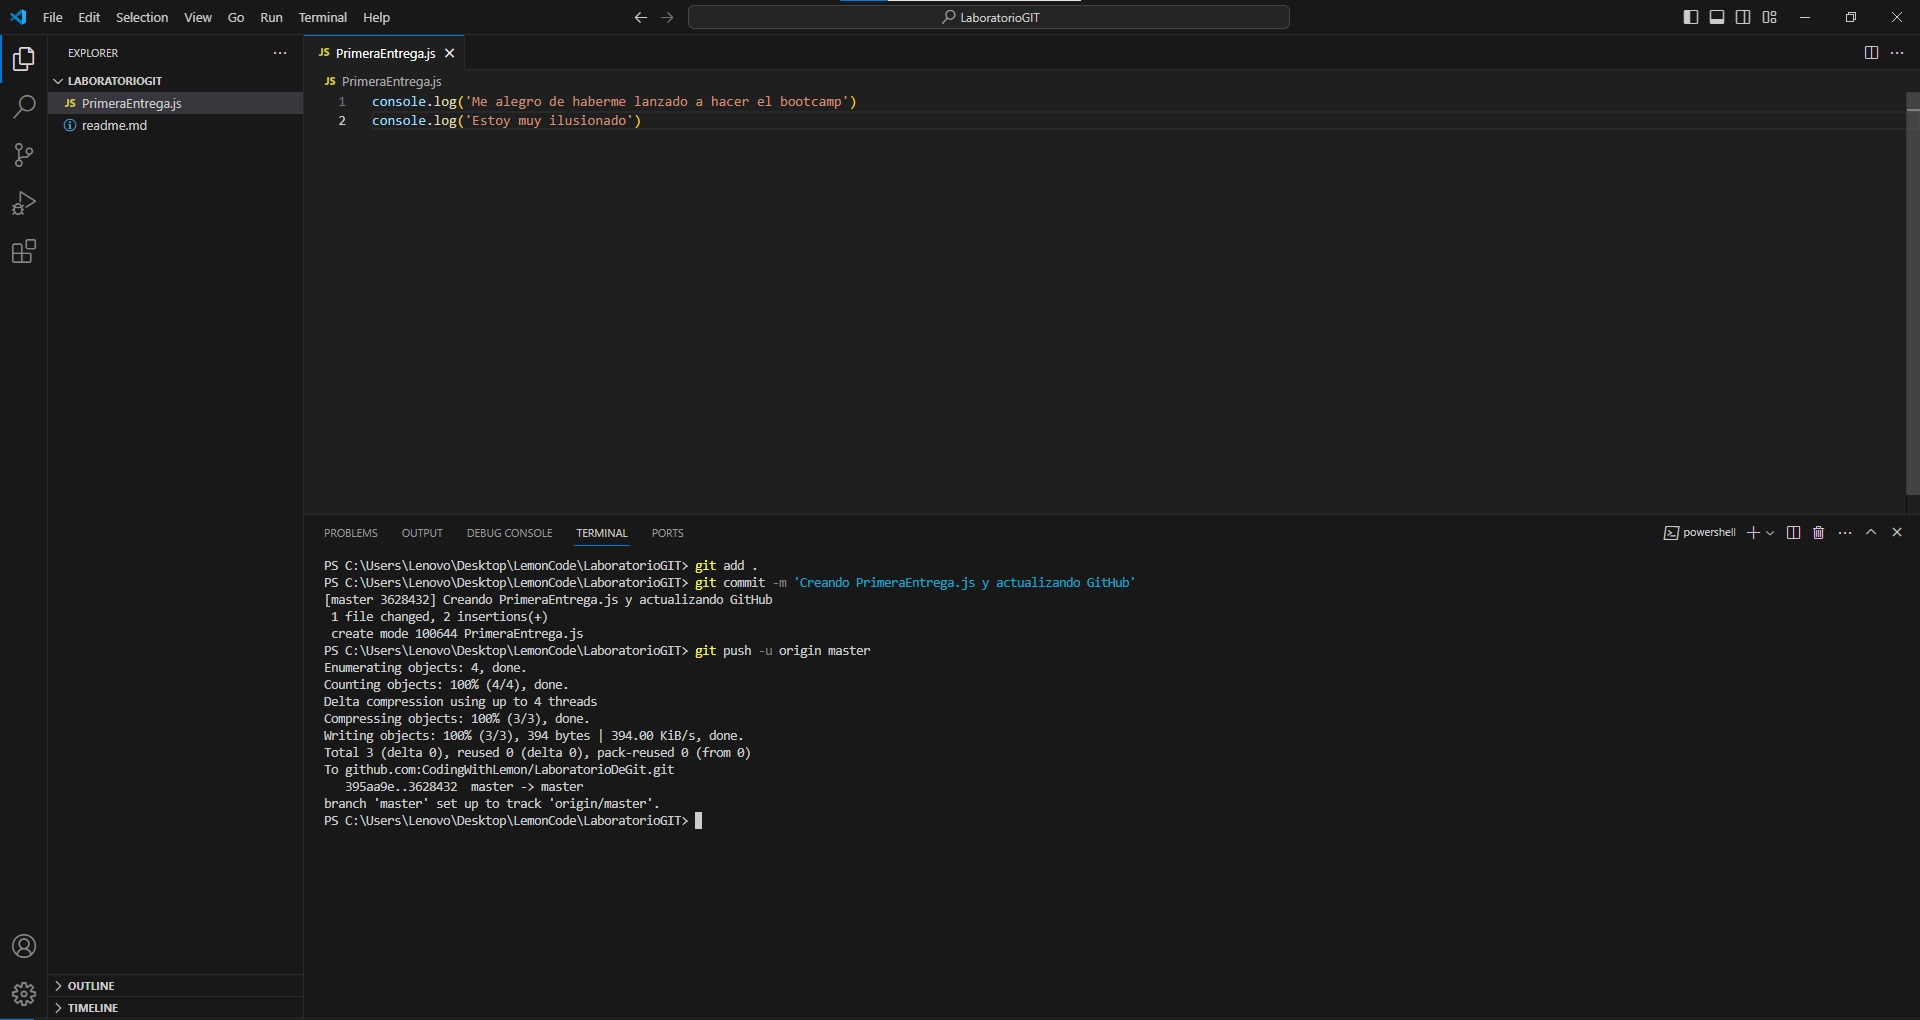 File Edit Selection View Go Run Terminal Help
LaboratorioGIT
EXPLORER
LABORATORIOGIT
JS PrimeraEntrega.js
readme.md
OUTLINE
TIMELINE
JS PrimeraEntrega.js
JS PrimeraEntrega.js
1 console.log('Me alegro de haberme lanzado a hacer el bootcamp')
2 console.log('Estoy muy ilusionado')
PROBLEMS OUTPUT DEBUG CONSOLE TERMINAL PORTS
powershell
PS C:\Users\Lenovo\Desktop\LemonCode\LaboratorioGIT> git add .
PS C:\Users\Lenovo\Desktop\LemonCode\LaboratorioGIT> git commit -m 'Creando PrimeraEntrega.js y actualizando GitHub'
[master 3628432] Creando PrimeraEntrega.js y actualizando GitHub
1 file changed, 2 insertions(+)
create mode 100644 PrimeraEntrega.js
PS C:\Users\Lenovo\Desktop\LemonCode\LaboratorioGIT> git push -u origin master
Enumerating objects: 4, done.
Counting objects: 100% (4/4), done.
Delta compression using up to 4 threads
Compressing objects: 100% (3/3), done.
Writing objects: 100% (3/3), 394 bytes | 394.00 KiB/s, done.
Total 3 (delta 0), reused 0 (delta 0), pack-reused 0 (from 0)
To github.com:CodingWithLemon/LaboratorioDeGit.git
395aa9e..3628432 master -> master
branch 'master' set up to track 'origin/master'.
PS C:\Users\Lenovo\Desktop\LemonCode\LaboratorioGIT>